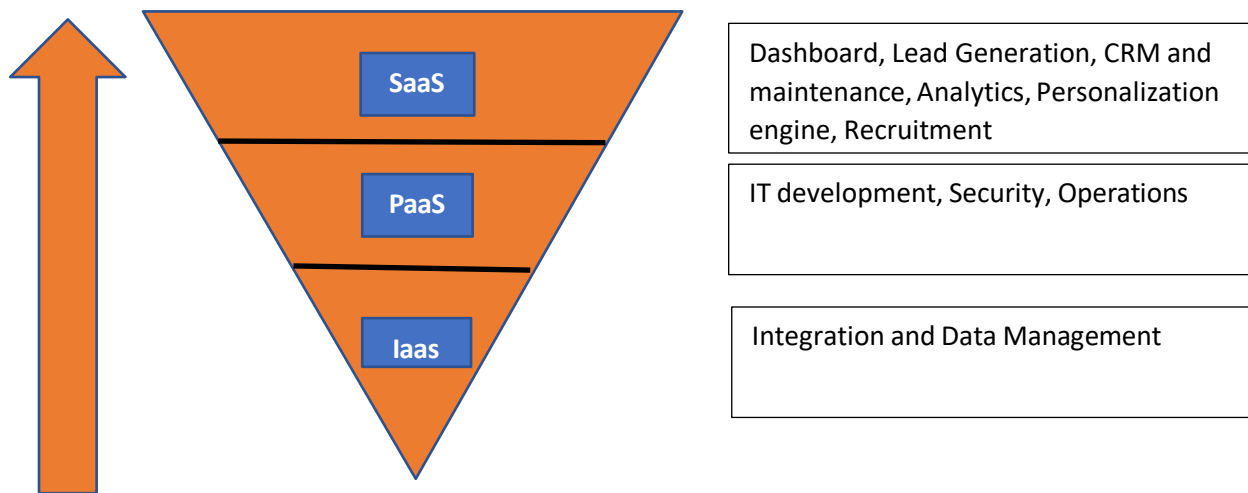 SaaS
Dashboard, Lead Generation, CRM and
maintenance, Analytics, Personalization
engine, Recruitment
PaaS
IT development, Security, Operations
Iaas
Integration and Data Management